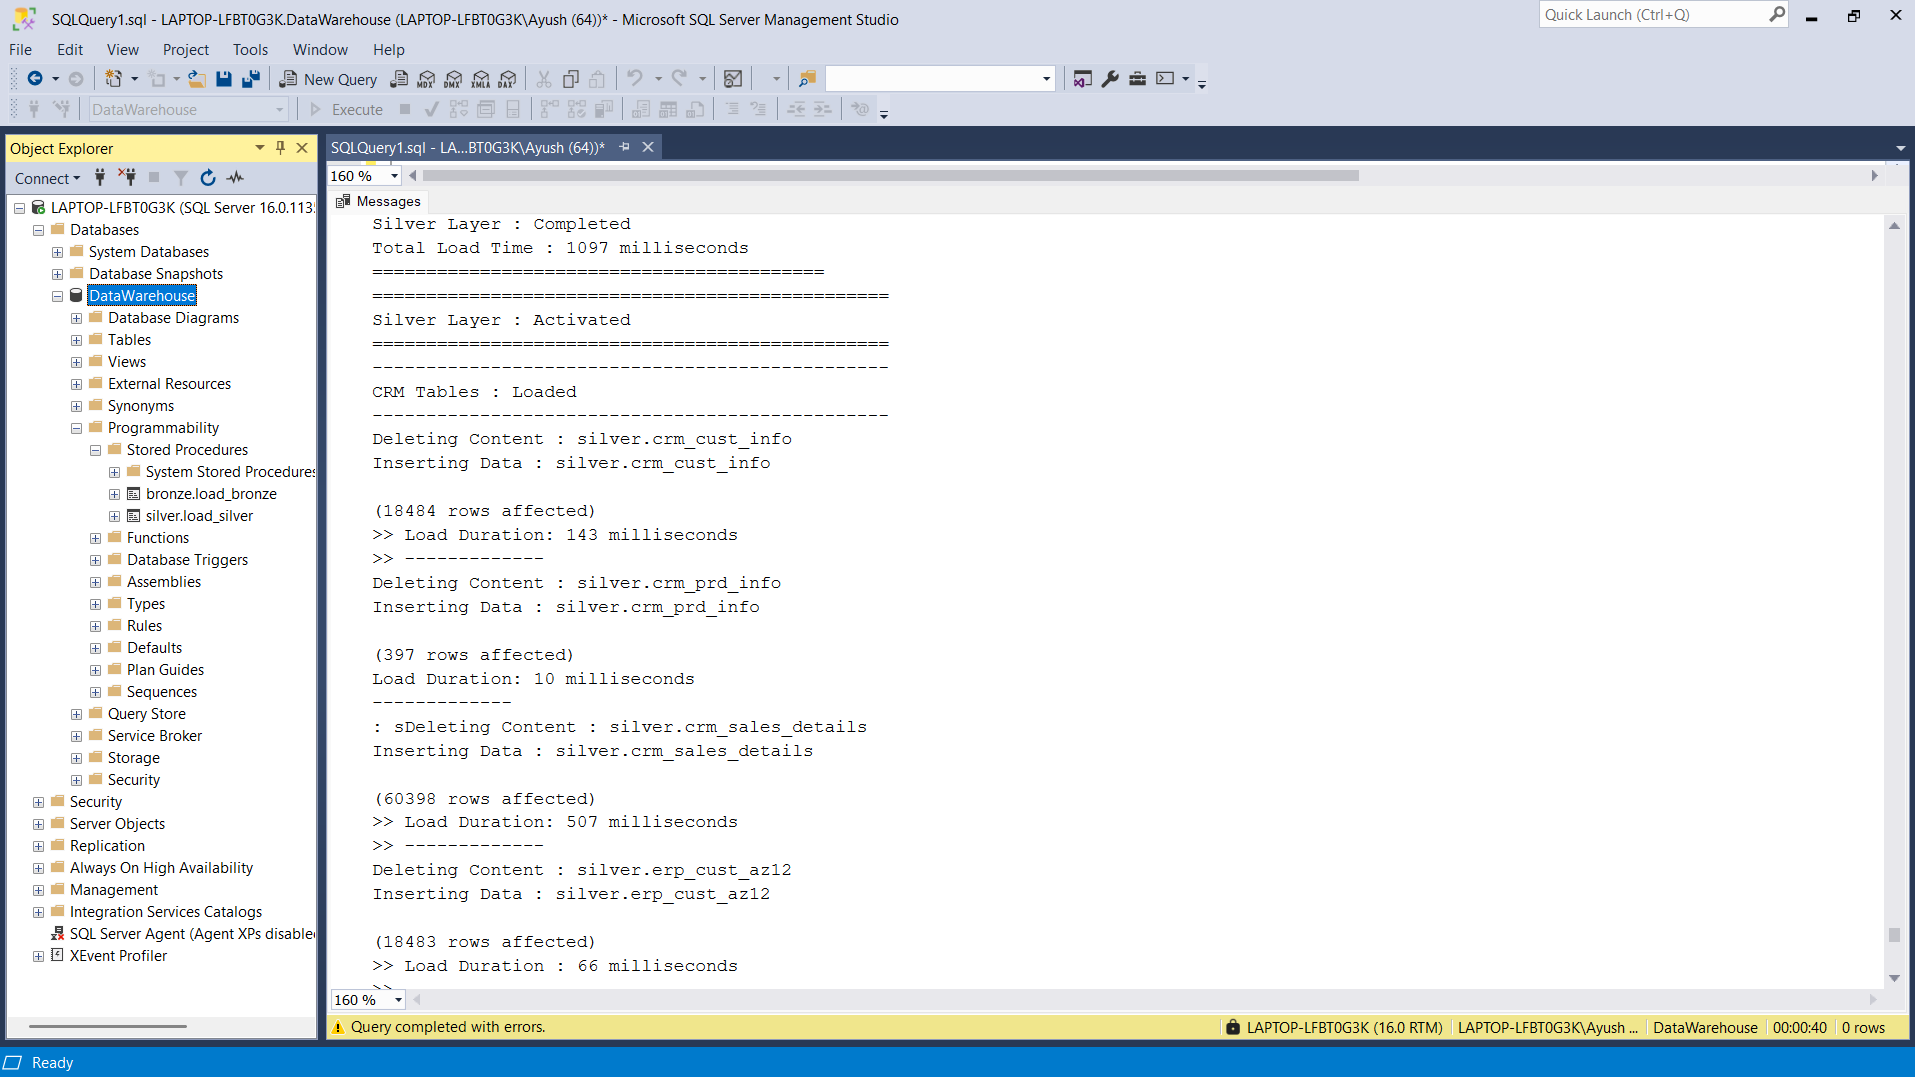 SQLQuery1.sql - LAPTOP-LFBT0G3K.DataWarehouse (LAPTOP-LFBT0G3K\Ayush (64))* - Microsoft SQL Server Management Studio
Quick Launch (Ctrl+Q)
File Edit View Project Tools Window Help
New Query MDX DMX XMLA DAX
DataWarehouse Execute
Object Explorer
SQLQuery1.sql - LA...BT0G3K\Ayush (64))*
Connect
160 %
Messages
LAPTOP-LFBT0G3K (SQL Server 16.0.113
Databases
System Databases
Database Snapshots
DataWarehouse
Database Diagrams
Tables
Views
External Resources
Synonyms
Programmability
Stored Procedures
System Stored Procedures
bronze.load_bronze
silver.load_silver
Functions
Database Triggers
Assemblies
Types
Rules
Defaults
Plan Guides
Sequences
Query Store
Service Broker
Storage
Security
Security
Server Objects
Replication
Always On High Availability
Management
Integration Services Catalogs
SQL Server Agent (Agent XPs disable
XEvent Profiler
Silver Layer : Completed
Total Load Time : 1097 milliseconds
==========================================
================================================
Silver Layer : Activated
================================================
------------------------------------------------
CRM Tables : Loaded
------------------------------------------------
Deleting Content : silver.crm_cust_info
Inserting Data : silver.crm_cust_info
(18484 rows affected)
>> Load Duration: 143 milliseconds
>> -------------
Deleting Content : silver.crm_prd_info
Inserting Data : silver.crm_prd_info
(397 rows affected)
Load Duration: 10 milliseconds
-------------
: sDeleting Content : silver.crm_sales_details
Inserting Data : silver.crm_sales_details
(60398 rows affected)
>> Load Duration: 507 milliseconds
>> -------------
Deleting Content : silver.erp_cust_az12
Inserting Data : silver.erp_cust_az12
(18483 rows affected)
>> Load Duration : 66 milliseconds
>>
160 %
Query completed with errors.
LAPTOP-LFBT0G3K (16.0 RTM) LAPTOP-LFBT0G3K\Ayush ... DataWarehouse 00:00:40 0 rows
Ready